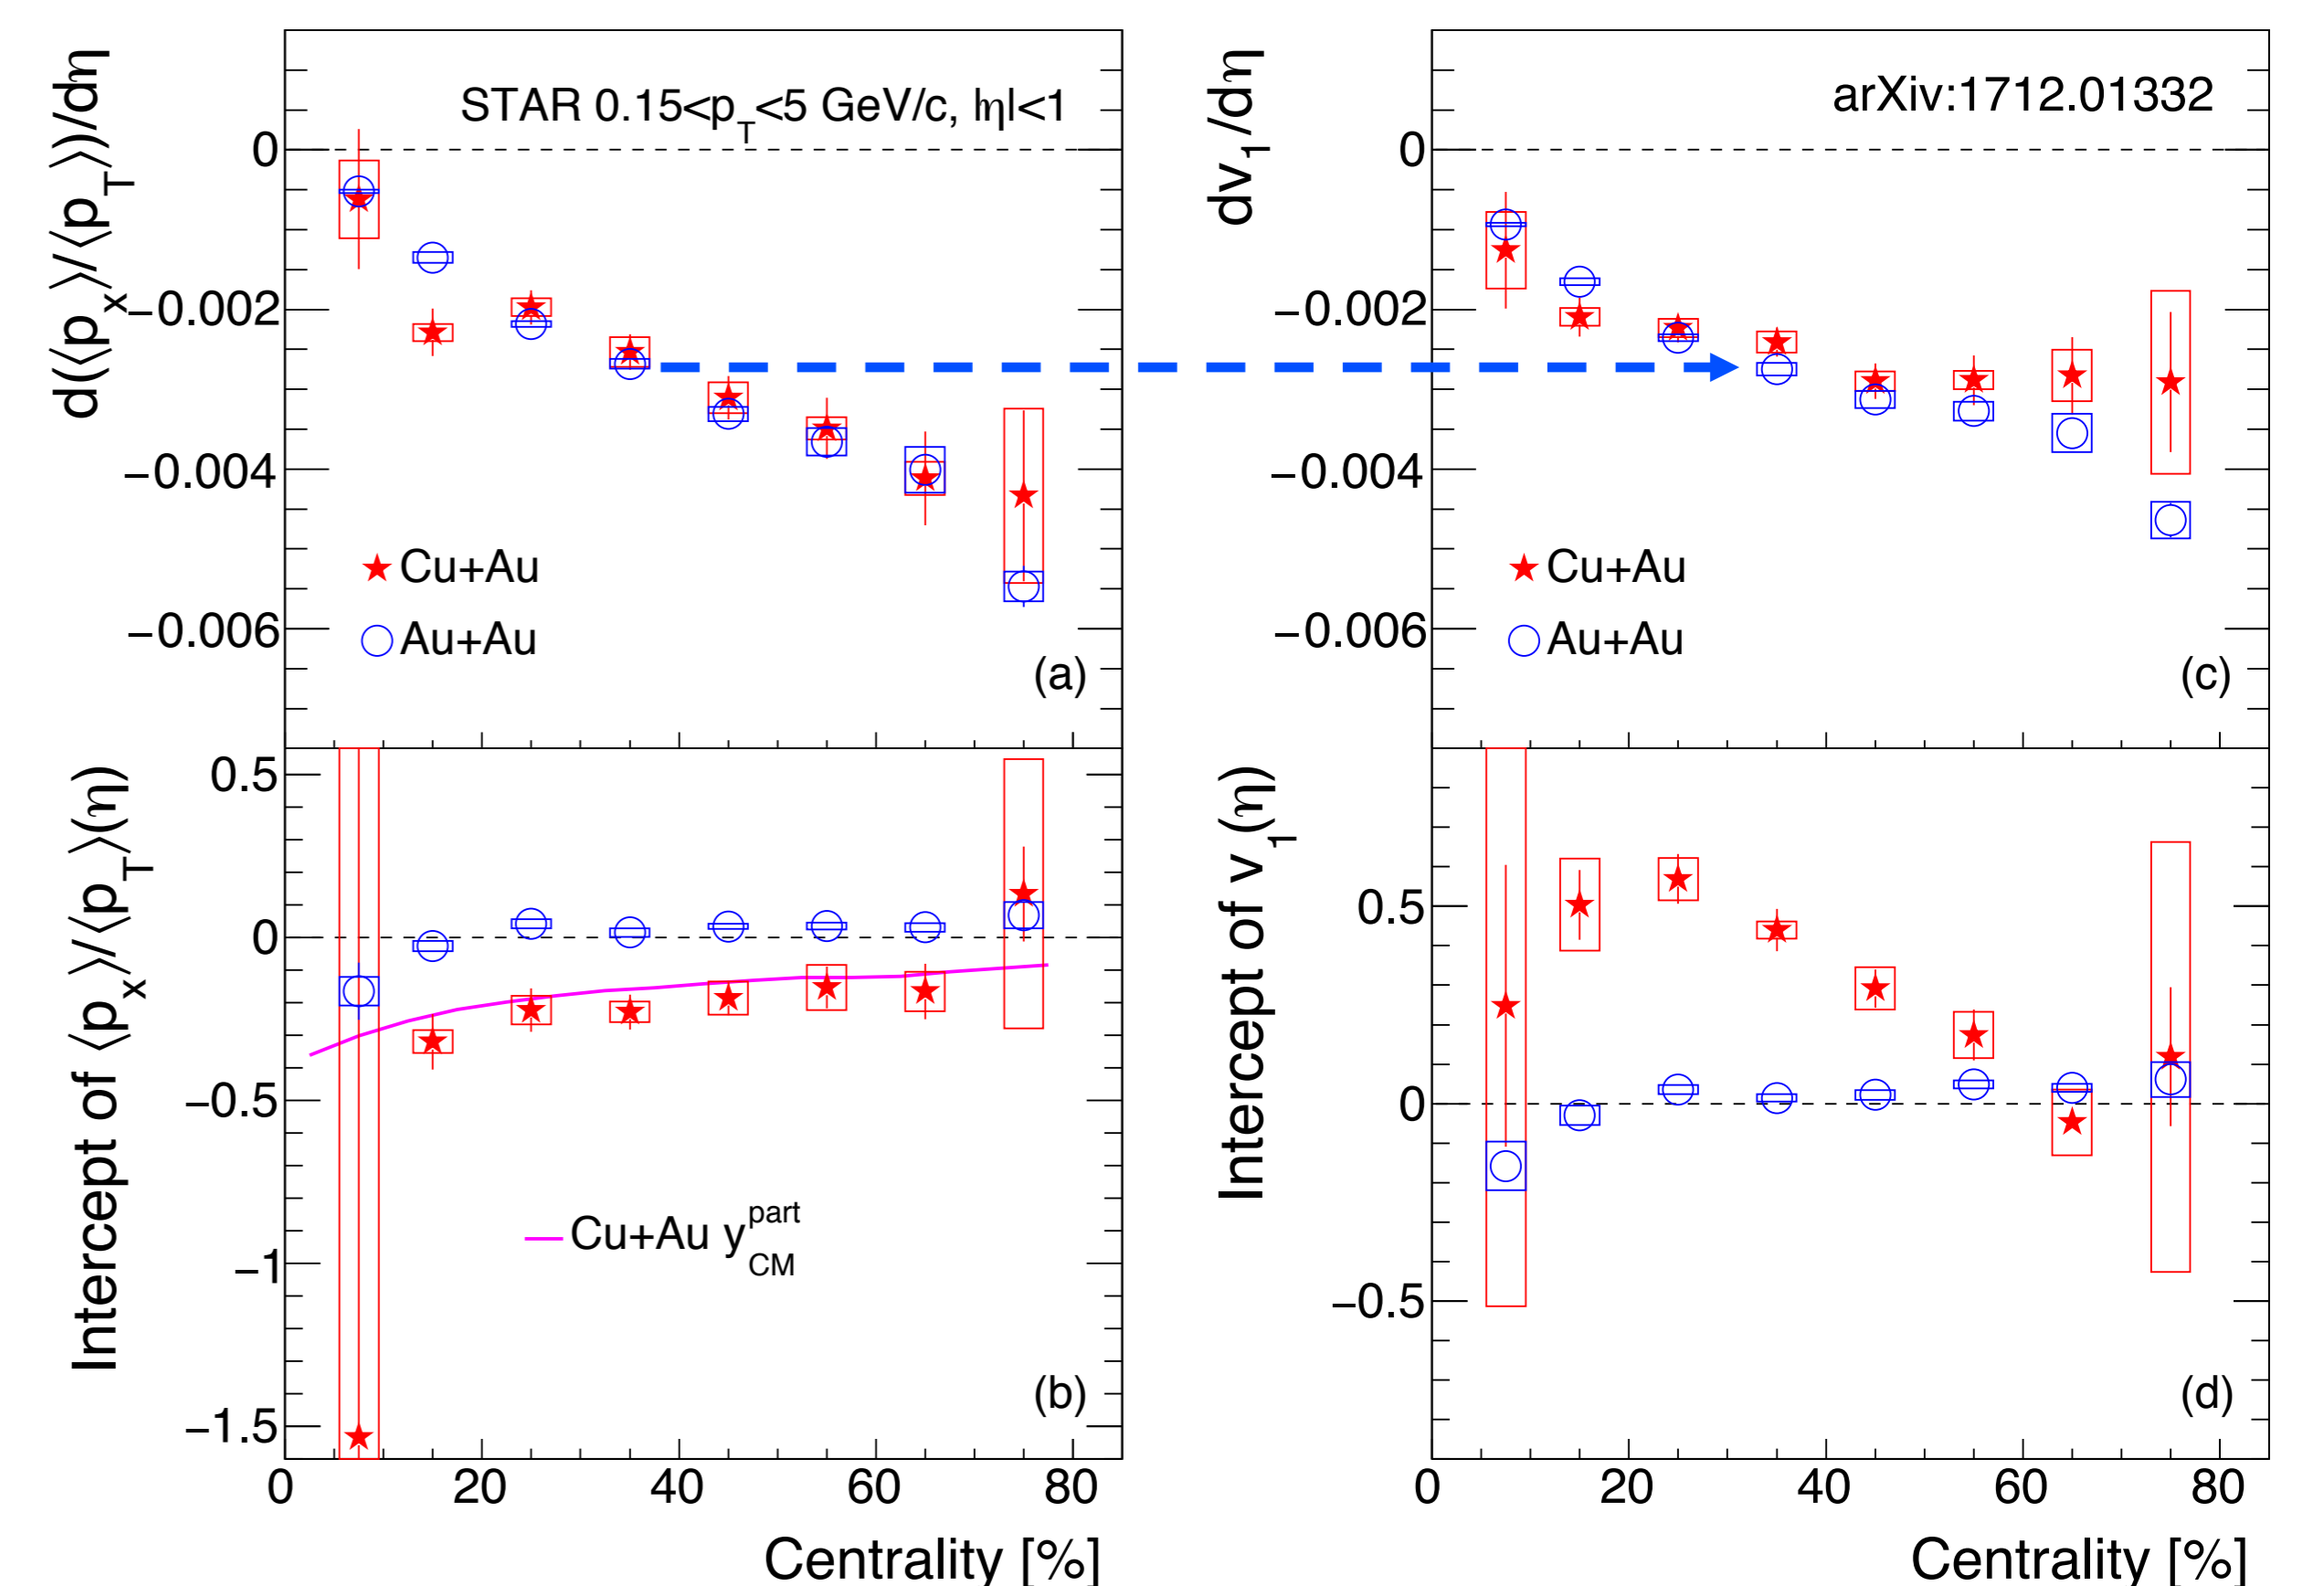 d(⟨p_x⟩/⟨p_T⟩)/dη
STAR 0.15<p_T<5 GeV/c, |η|<1
0
−0.002
−0.004
−0.006
Cu+Au
Au+Au
(a)
dv_1/dη
arXiv:1712.01332
0
−0.002
−0.004
−0.006
Cu+Au
Au+Au
(c)
Intercept of ⟨p_x⟩/⟨p_T⟩(η)
0.5
0
−0.5
−1
−1.5
Cu+Au y_CM^part
(b)
0 20 40 60 80
Centrality [%]
Intercept of v_1(η)
0.5
0
−0.5
(d)
0 20 40 60 80
Centrality [%]